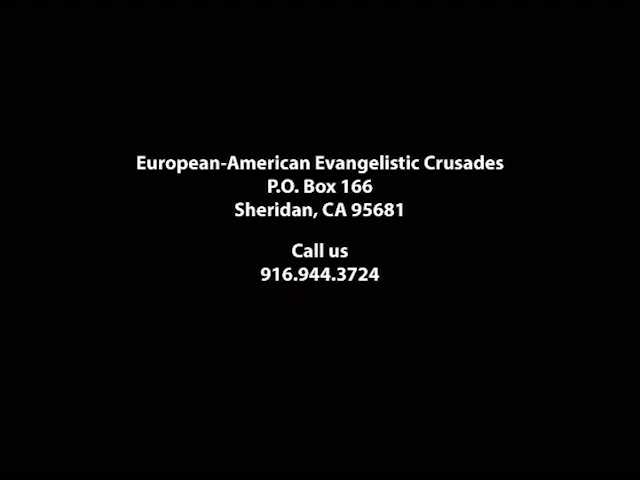 European-American Evangelistic Crusades
P.O. Box 166
Sheridan, CA 95681
Call us
916.944.3724